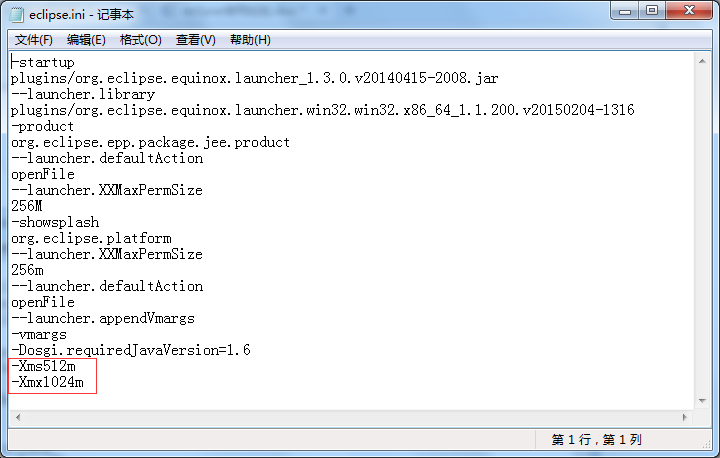 eclipse.ini - 记事本
文件(F) 编辑(E) 格式(O) 查看(V) 帮助(H)
-startup
plugins/org.eclipse.equinox.launcher_1.3.0.v20140415-2008.jar
--launcher.library
plugins/org.eclipse.equinox.launcher.win32.win32.x86_64_1.1.200.v20150204-1316
-product
org.eclipse.epp.package.jee.product
--launcher.defaultAction
openFile
--launcher.XXMaxPermSize
256M
-showsplash
org.eclipse.platform
--launcher.XXMaxPermSize
256m
--launcher.defaultAction
openFile
--launcher.appendVmargs
-vmargs
-Dosgi.requiredJavaVersion=1.6
-Xms512m
-Xmx1024m
第 1 行，第 1 列